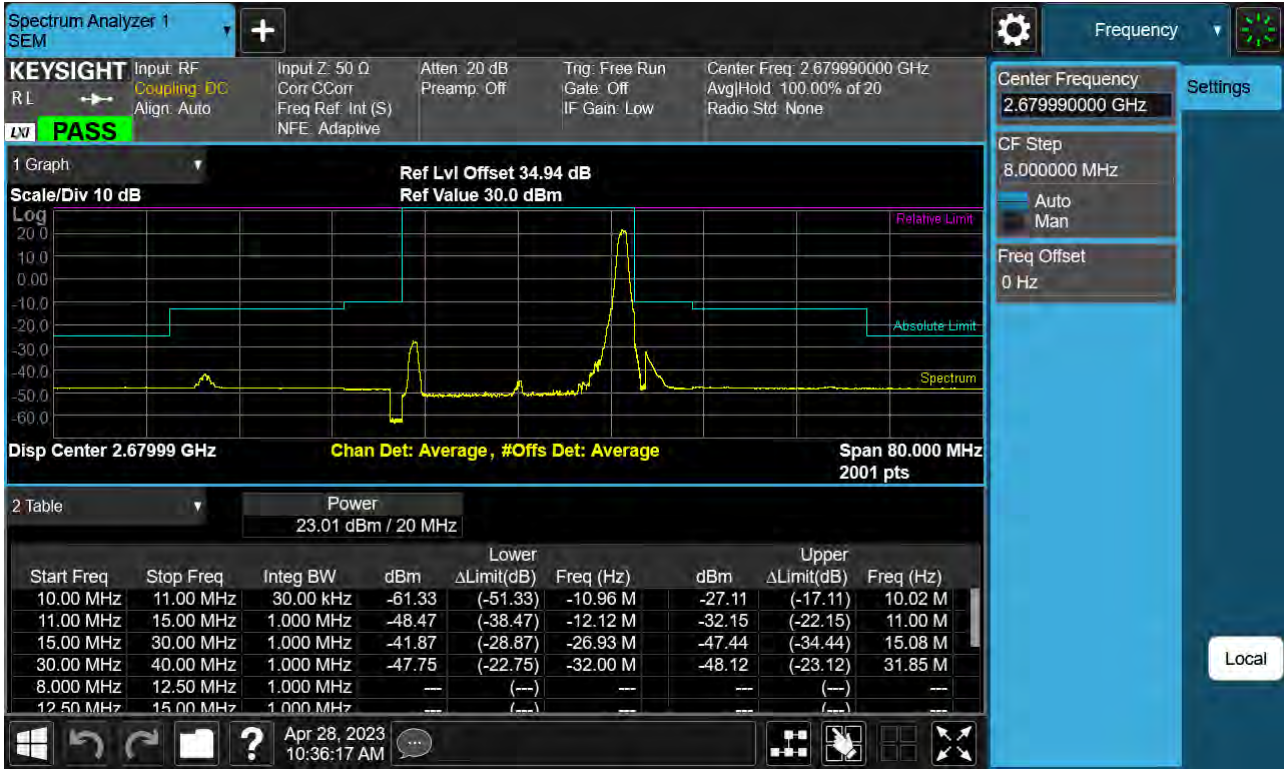 Spectrum Analyzer 1
SEM
Frequency
KEYSIGHT
RL
LXI
PASS
Input: RF
Coupling: DC
Align: Auto
Input Z: 50 Ω
Corr CCorr
Freq Ref: Int (S)
NFE: Adaptive
Atten: 20 dB
Preamp: Off
Trig: Free Run
Gate: Off
IF Gain: Low
Center Freq: 2.679990000 GHz
Avg|Hold: 100.00% of 20
Radio Std: None
Center Frequency
2.679990000 GHz
Settings
CF Step
8.000000 MHz
Auto
Man
Freq Offset
0 Hz
Local
1 Graph
Scale/Div 10 dB
Ref Lvl Offset 34.94 dB
Ref Value 30.0 dBm
Log
20.0
10.0
0.00
-10.0
-20.0
-30.0
-40.0
-50.0
-60.0
Relative Limit
Absolute Limit
Spectrum
Disp Center 2.67999 GHz
Chan Det: Average, #Offs Det: Average
Span 80.000 MHz
2001 pts
2 Table
Power
23.01 dBm / 20 MHz
Lower Upper
Start Freq Stop Freq Integ BW dBm ΔLimit(dB) Freq (Hz) dBm ΔLimit(dB) Freq (Hz)
10.00 MHz 11.00 MHz 30.00 kHz -61.33 (-51.33) -10.96 M -27.11 (-17.11) 10.02 M
11.00 MHz 15.00 MHz 1.000 MHz -48.47 (-38.47) -12.12 M -32.15 (-22.15) 11.00 M
15.00 MHz 30.00 MHz 1.000 MHz -41.87 (-28.87) -26.93 M -47.44 (-34.44) 15.08 M
30.00 MHz 40.00 MHz 1.000 MHz -47.75 (-22.75) -32.00 M -48.12 (-23.12) 31.85 M
8.000 MHz 12.50 MHz 1.000 MHz --- (---) --- --- (---) ---
12.50 MHz 15.00 MHz 1.000 MHz --- (---) --- --- (---) ---
?
Apr 28, 2023
10:36:17 AM